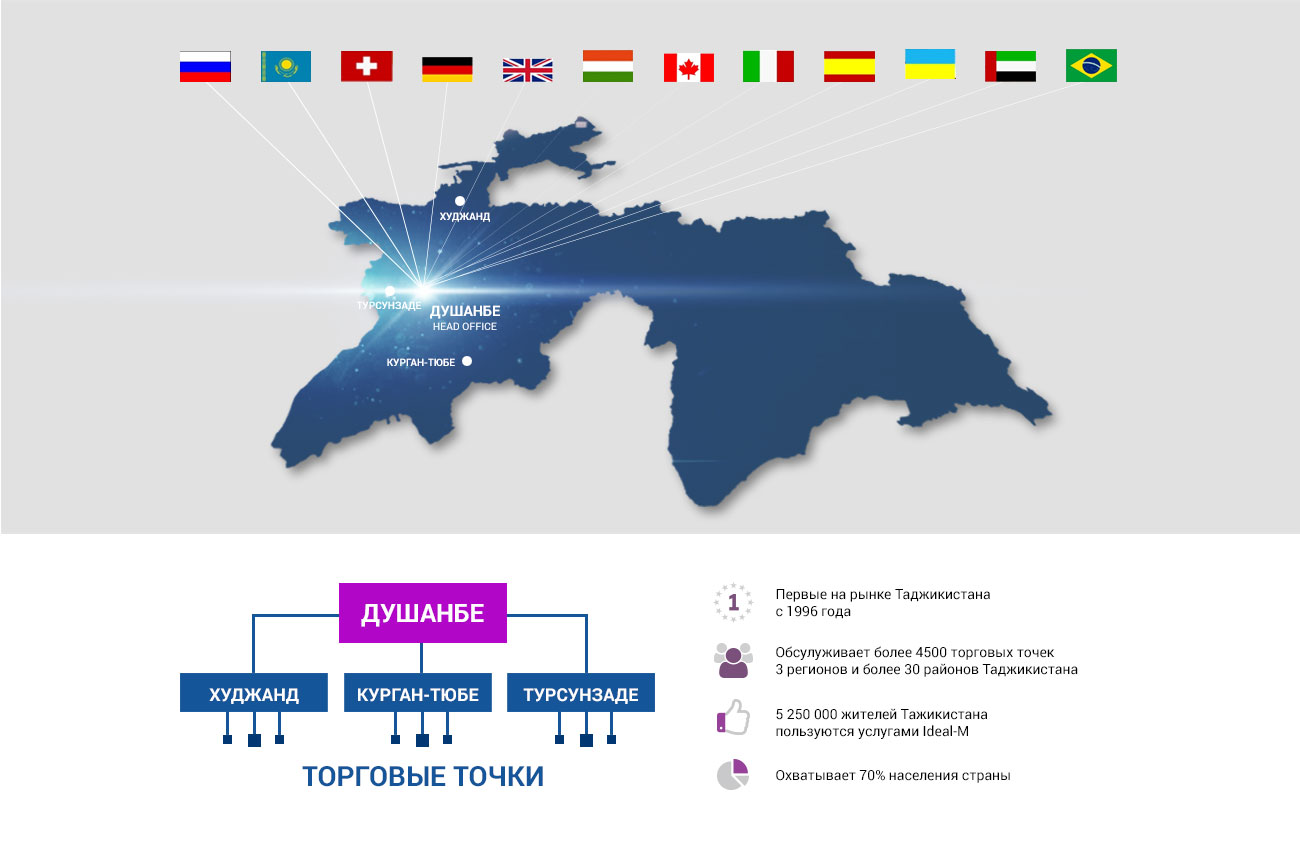 ХУДЖАНД
ТУРСУНЗАДЕ
ДУШАНБЕ
HEAD OFFICE
КУРГАН-ТЮБЕ
ДУШАНБЕ
ХУДЖАНД
КУРГАН-ТЮБЕ
ТУРСУНЗАДЕ
ТОРГОВЫЕ ТОЧКИ
1
Первые на рынке Таджикистана
с 1996 года
Обсулуживает более 4500 торговых точек
3 регионов и более 30 районов Таджикистана
5 250 000 жителей Тажикистана
пользуются услугами Ideal-M
Охватывает 70% населения страны